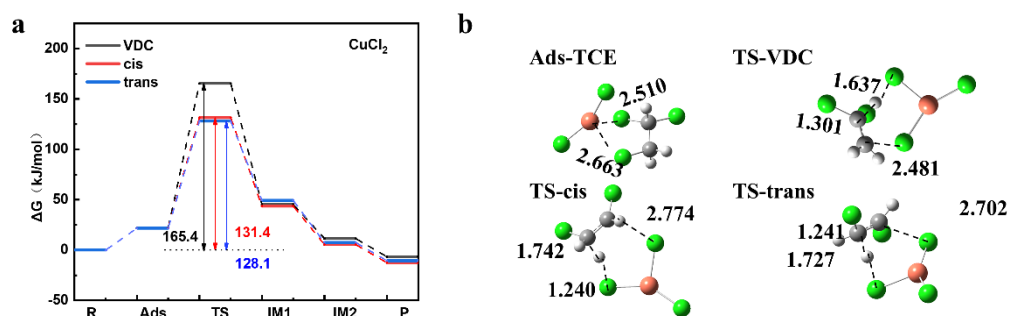 a
CuCl2
VDC
cis
trans
ΔG（kJ/mol）
200
150
100
50
0
-50
165.4
131.4
128.1
R Ads TS IM1 IM2 P
b
Ads-TCE
2.510
2.663
TS-VDC
1.637
1.301
2.481
TS-cis
2.774
1.742
1.240
TS-trans
2.702
1.241
1.727